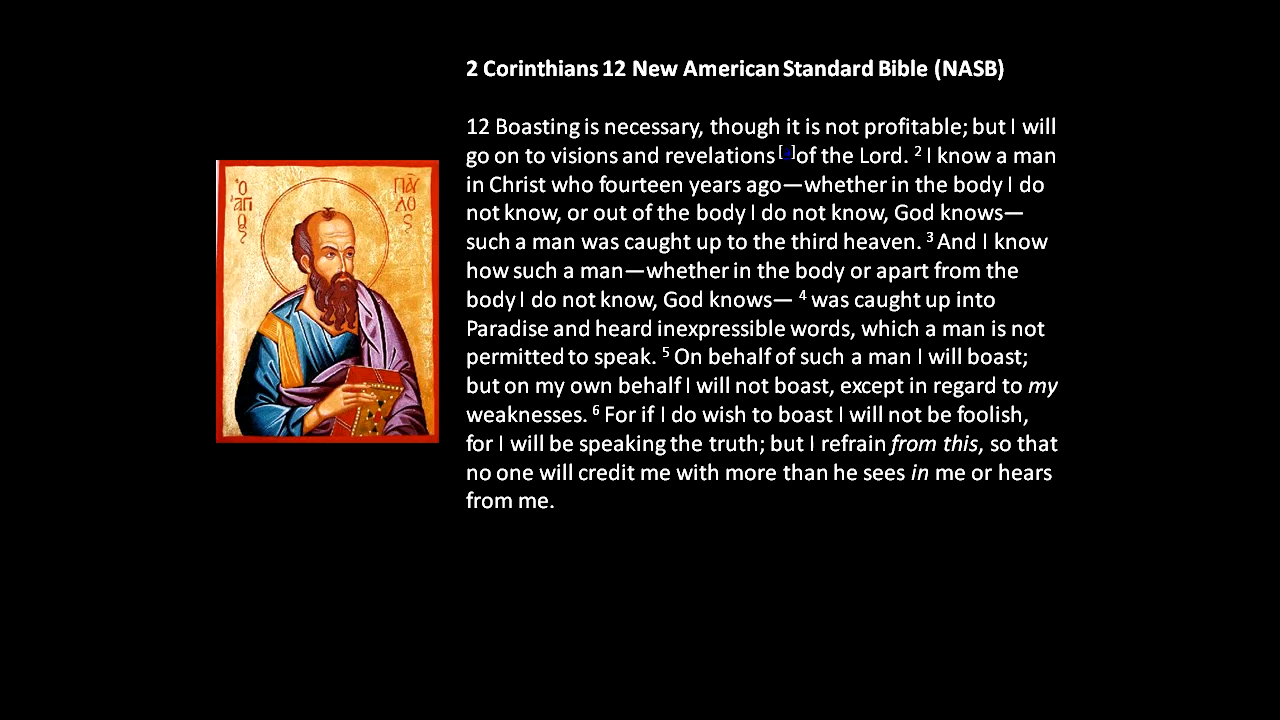 2 Corinthians 12 New American Standard Bible (NASB)
12 Boasting is necessary, though it is not profitable; but I will
go on to visions and revelations[a]of the Lord. 2 I know a man
in Christ who fourteen years ago—whether in the body I do
not know, or out of the body I do not know, God knows—
such a man was caught up to the third heaven. 3 And I know
how such a man—whether in the body or apart from the
body I do not know, God knows— 4 was caught up into
Paradise and heard inexpressible words, which a man is not
permitted to speak. 5 On behalf of such a man I will boast;
but on my own behalf I will not boast, except in regard to my
weaknesses. 6 For if I do wish to boast I will not be foolish,
for I will be speaking the truth; but I refrain from this, so that
no one will credit me with more than he sees in me or hears
from me.